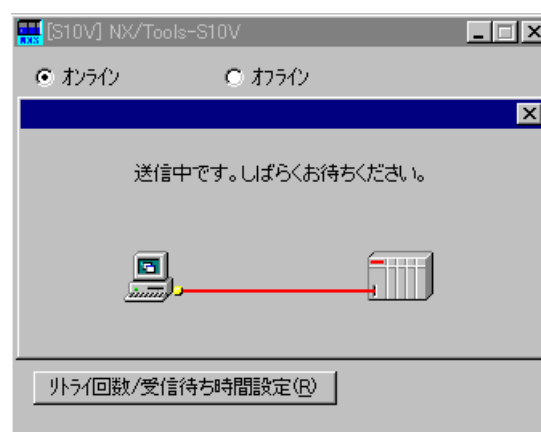 [S10V] NX/Tools-S10V
オンライン オフライン
送信中です。しばらくお待ちください。
リトライ回数/受信待ち時間設定(R)